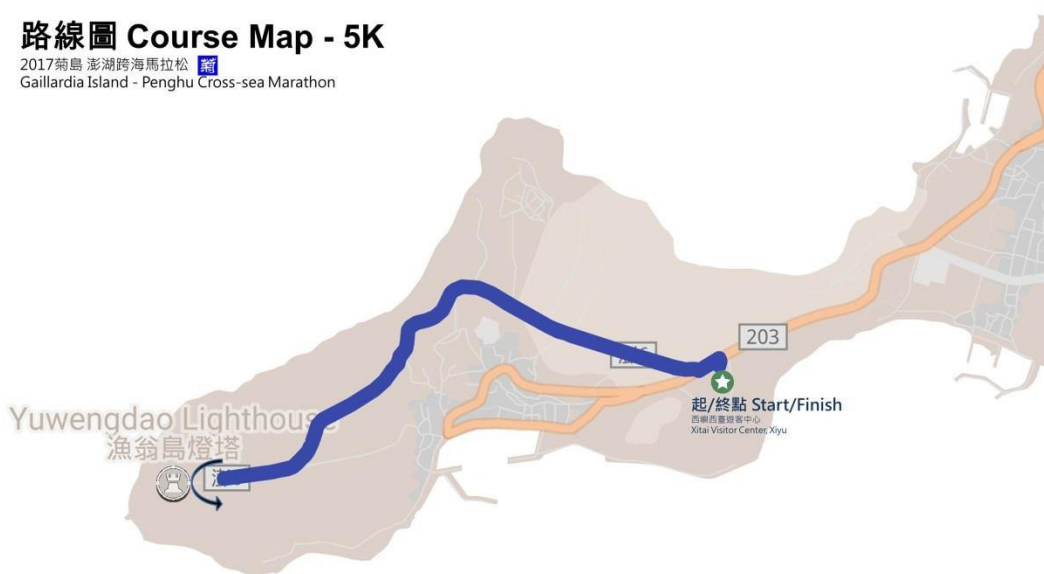 路線圖 Course Map - 5K
2017菊島 澎湖跨海馬拉松
Gaillardia Island - Penghu Cross-sea Marathon
203
起/終點 Start/Finish
西嶼西臺遊客中心
Xitai Visitor Center, Xiyu
Yuwengdao Lighthouse
漁翁島燈塔